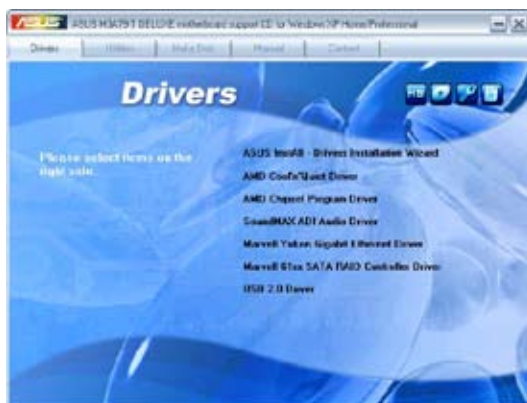 ASUS M3A79-T DELUXE motherboard support CD for Windows XP Home/Professional
Drivers Utilities Make Disk Manual Contact
Drivers
Please select items on the
right side.
ASUS InstAll - Drivers Installation Wizard
AMD Cool'n'Quiet Driver
AMD Chipset Program Driver
SoundMAX ADI Audio Driver
Marvell Yukon Gigabit Ethernet Driver
Marvell 61xx SATA RAID Controller Driver
USB 2.0 Driver